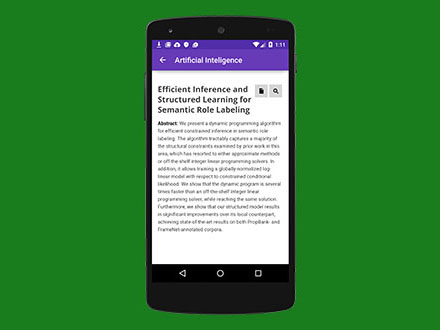 1:11
Artificial Inteligence
Efficient Inference and
Structured Learning for
Semantic Role Labeling
Abstract: We present a dynamic programming algorithm
for efficient constrained inference in semantic role
labeling. The algorithm tractably captures a majority of
the structural constraints examined by prior work in this
area, which has resorted to either approximate methods
or off-the-shelf integer linear programming solvers. In
addition, it allows training a globally-normalized log-
linear model with respect to constrained conditional
likelihood. We show that the dynamic program is several
times faster than an off-the-shelf integer linear
programming solver, while reaching the same solution.
Furthermore, we show that our structured model results
in significant improvements over its local counterpart,
achieving state-of-the-art results on both PropBank- and
FrameNet-annotated corpora.